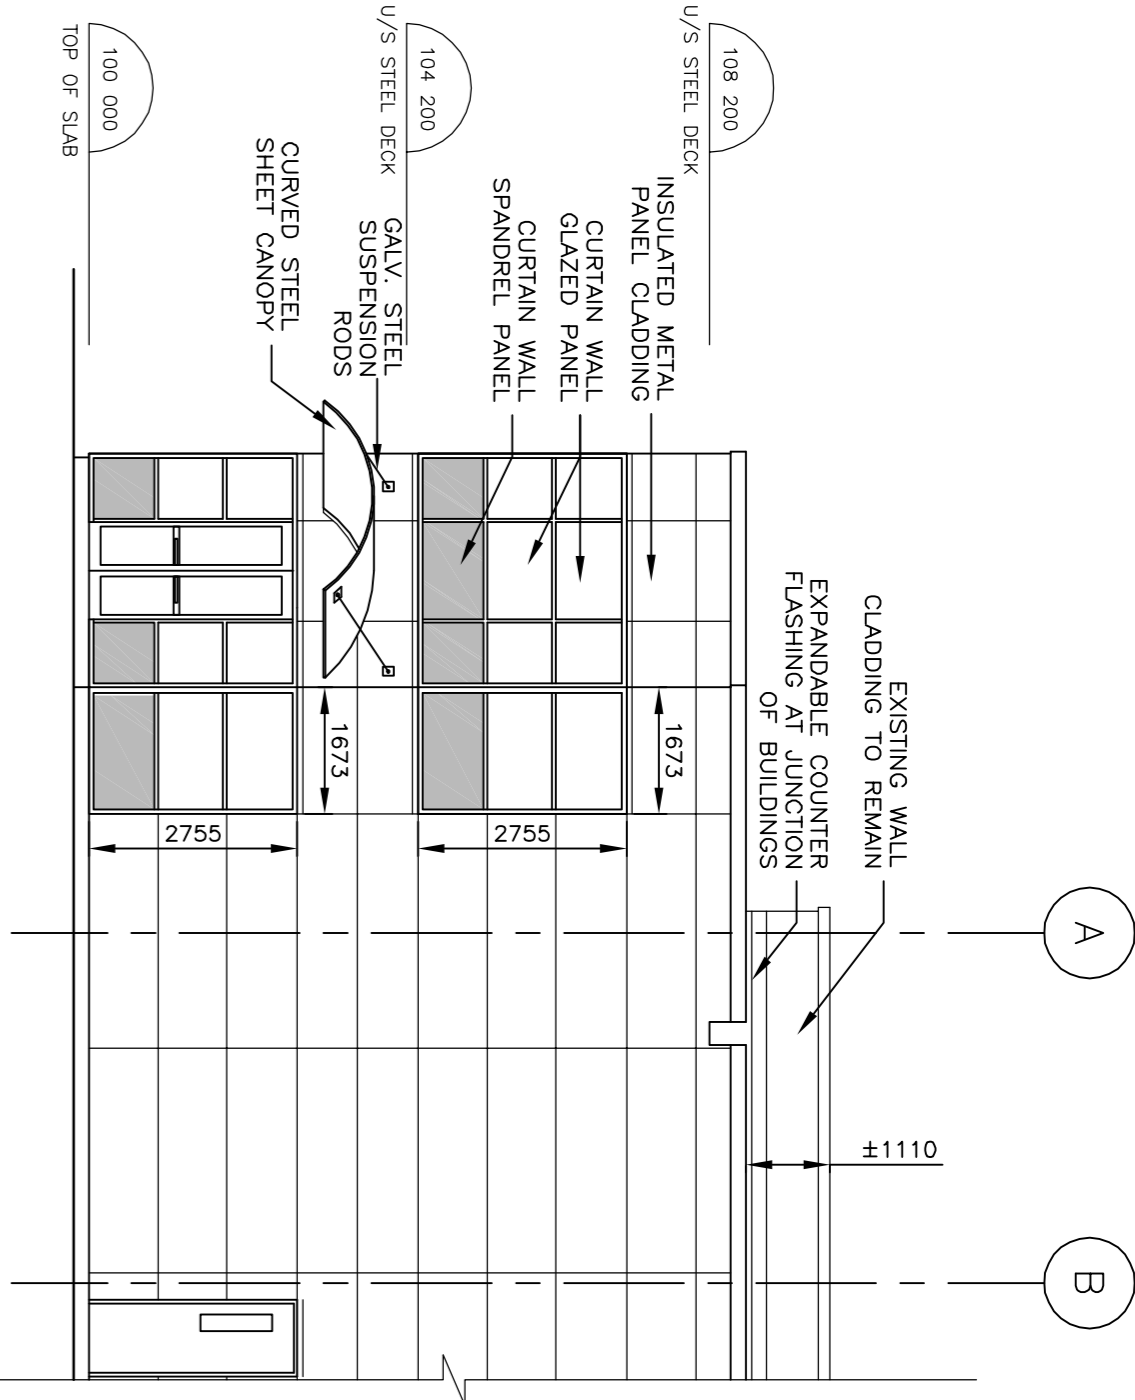 108 200
U/S STEEL DECK
104 200
U/S STEEL DECK
100 000
TOP OF SLAB
EXISTING WALL
CLADDING TO REMAIN
EXPANDABLE COUNTER
FLASHING AT JUNCTION
OF BUILDINGS
INSULATED METAL
PANEL CLADDING
CURTAIN WALL
GLAZED PANEL
CURTAIN WALL
SPANDREL PANEL
GALV. STEEL
SUSPENSION
RODS
CURVED STEEL
SHEET CANOPY
1673
1673
2755
2755
±1110
A
B